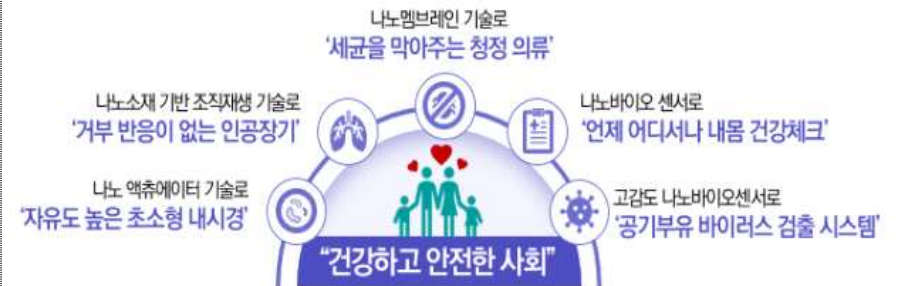 나노멤브레인 기술로
‘세균을 막아주는 청정 의류’
나노소재 기반 조직재생 기술로
‘거부 반응이 없는 인공장기’
나노바이오 센서로
‘언제 어디서나 내몸 건강체크’
나노 액츄에이터 기술로
‘자유도 높은 초소형 내시경’
고감도 나노바이오센서로
‘공기부유 바이러스 검출 시스템’
“건강하고 안전한 사회”